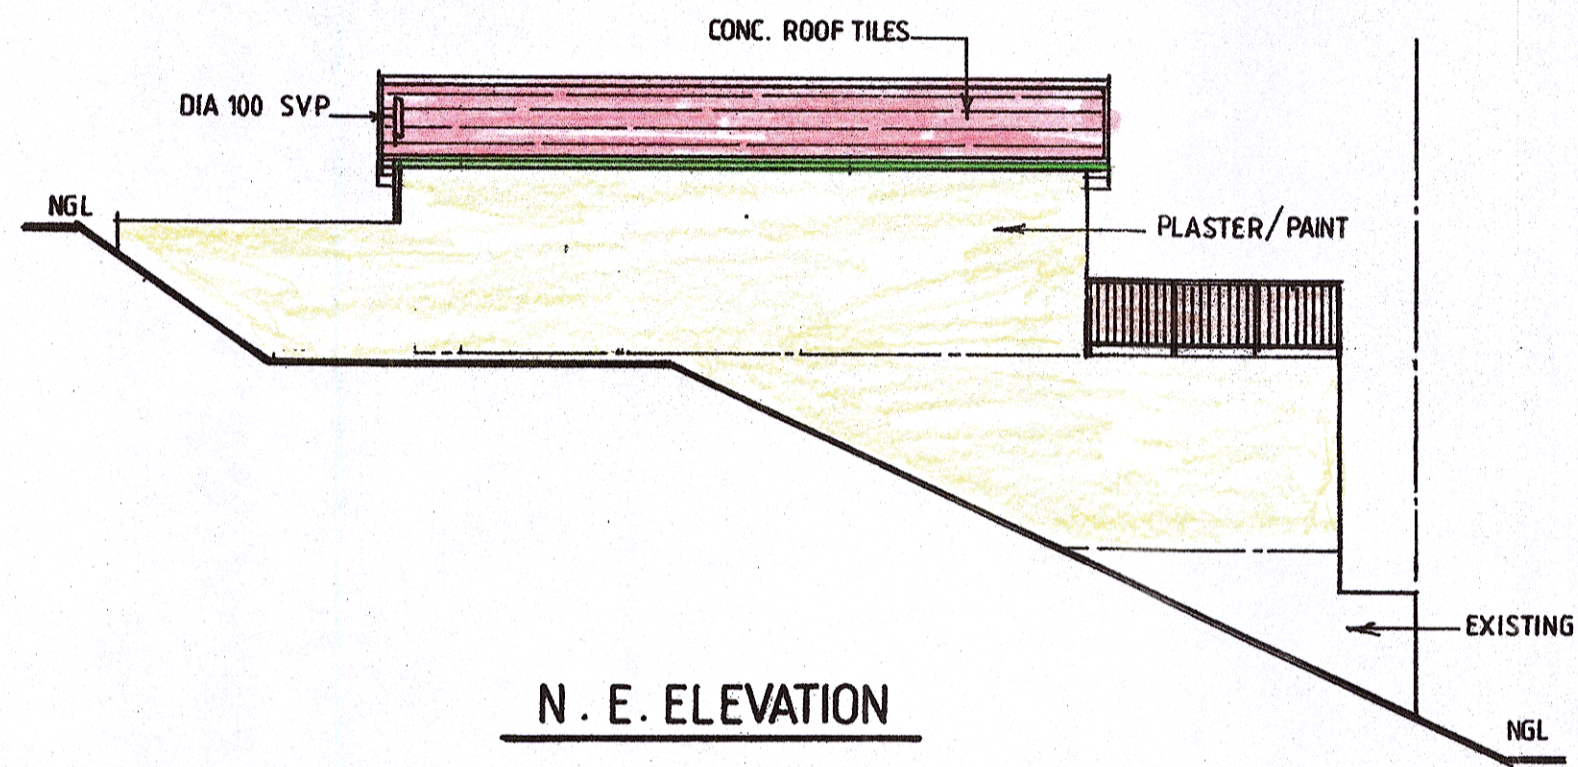 CONC. ROOF TILES
DIA 100 SVP
NGL
PLASTER/PAINT
EXISTING
N. E. ELEVATION
NGL